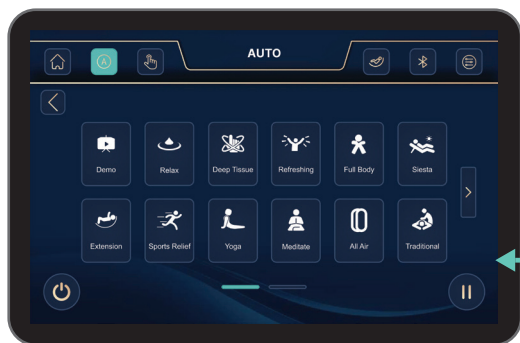 AUTO
A
Demo
Relax
Deep Tissue
Refreshing
Full Body
Siesta
Extension
Sports Relief
Yoga
Meditate
All Air
Traditional